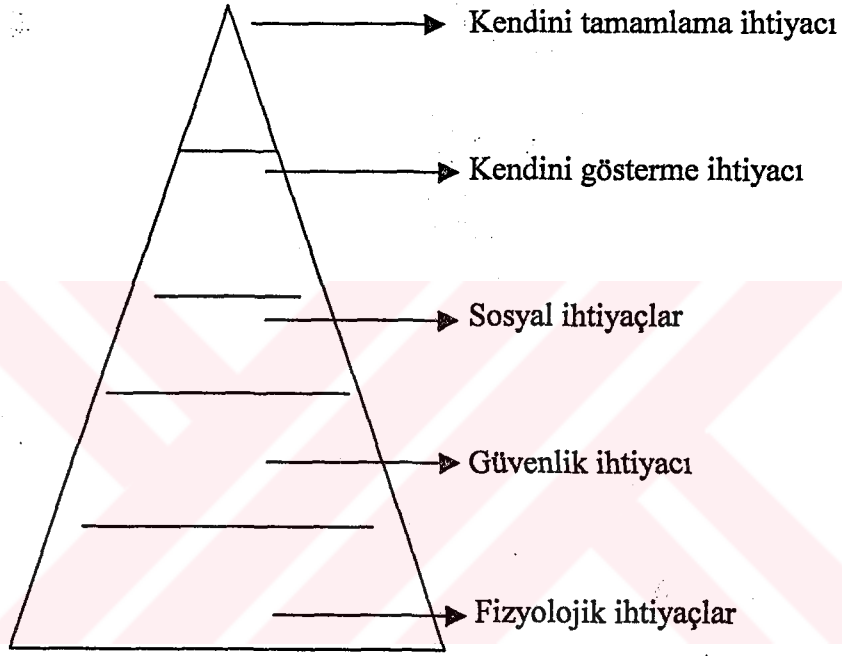 Kendini tamamlama ihtiyacı
Kendini gösterme ihtiyacı
Sosyal ihtiyaçlar
Güvenlik ihtiyacı
Fizyolojik ihtiyaçlar